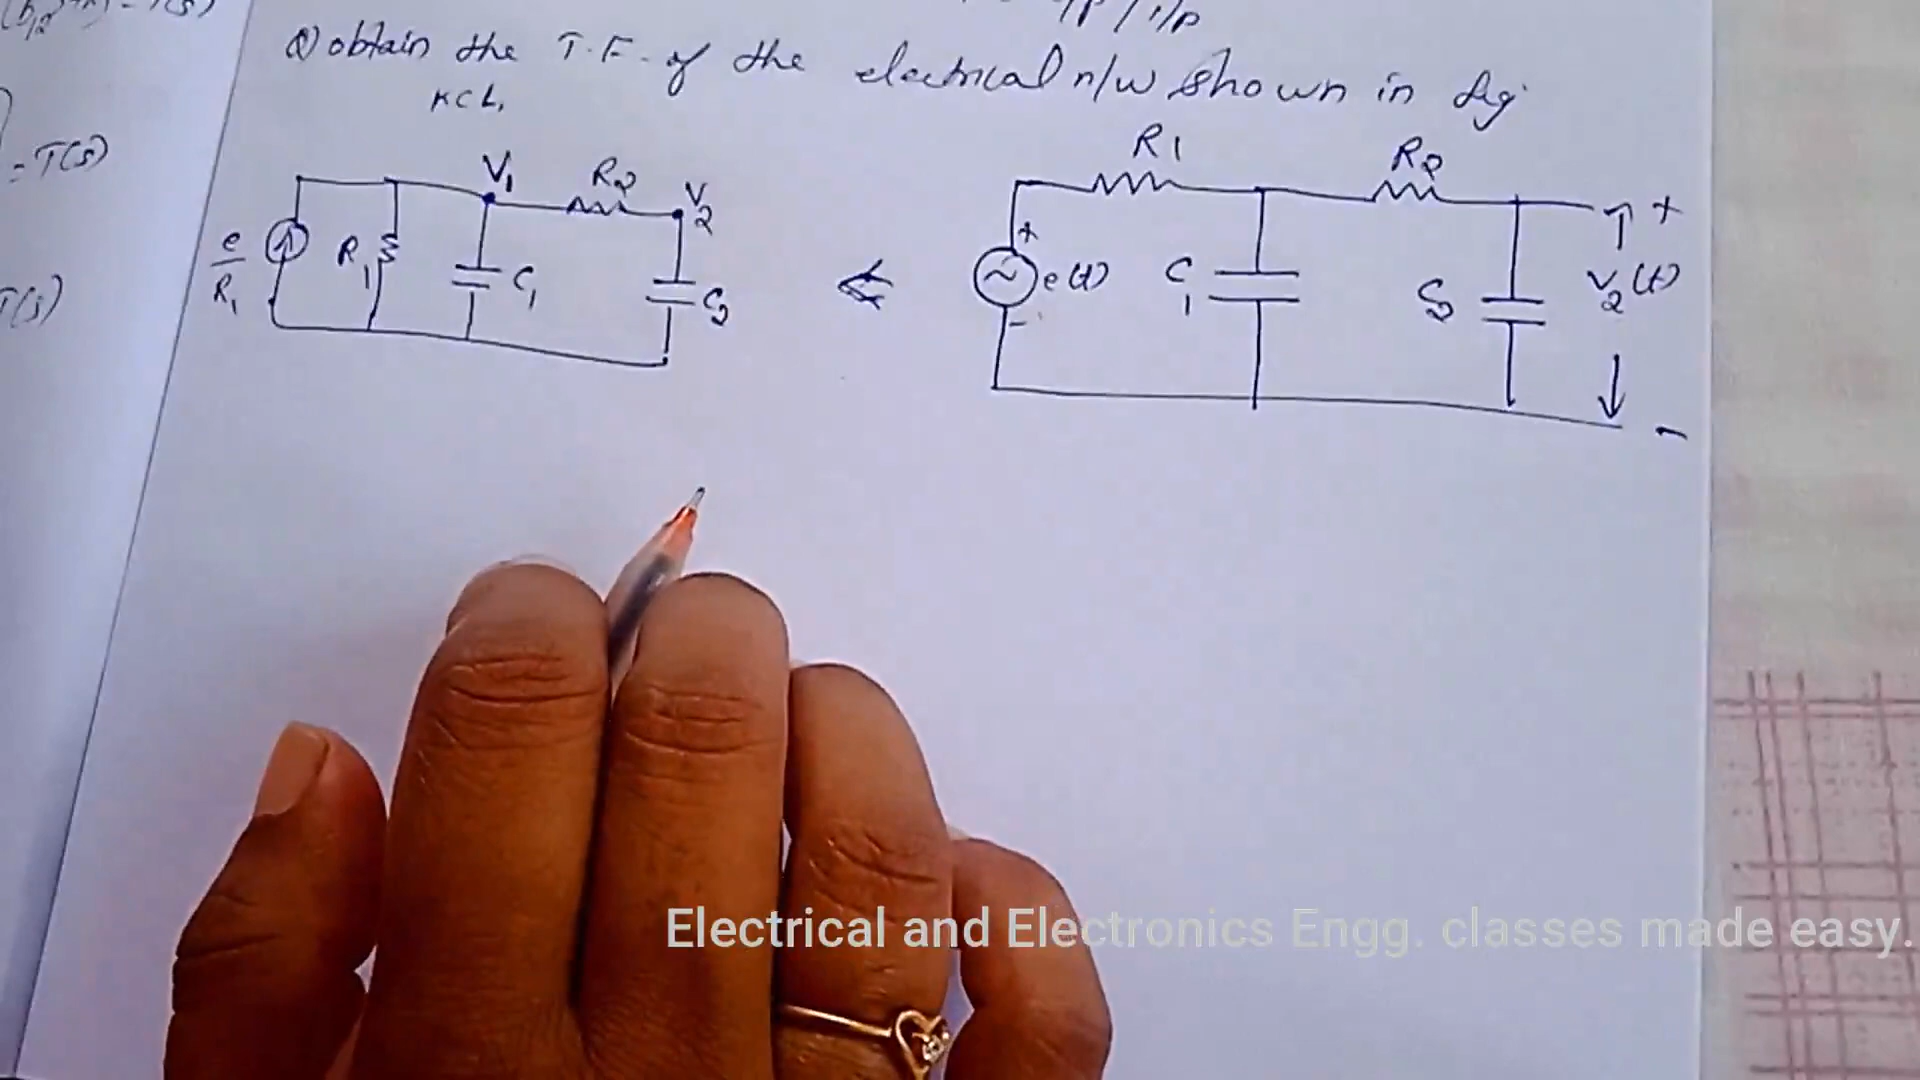 o/p / i/p
Q) obtain the T.F. of the electrical n/w shown in fig.
KCL,
= T(s)
T(s)
V1 R2 V2
e/R1 R1 C1 C2
⇐
R1 R2
+ e(t) - C1 C2 + V2(t) -
Electrical and Electronics Engg. classes made easy.